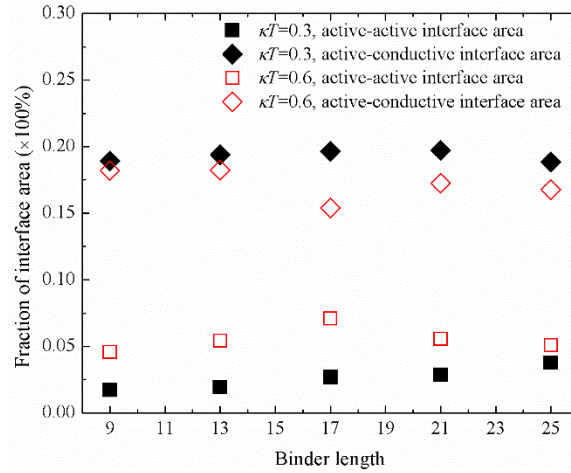 0.30
0.25
0.20
0.15
0.10
0.05
0.00
Fraction of interface area (×100%)
κT=0.3, active-active interface area
κT=0.3, active-conductive interface area
κT=0.6, active-active interface area
κT=0.6, active-conductive interface area
9 11 13 15 17 19 21 23 25
Binder length